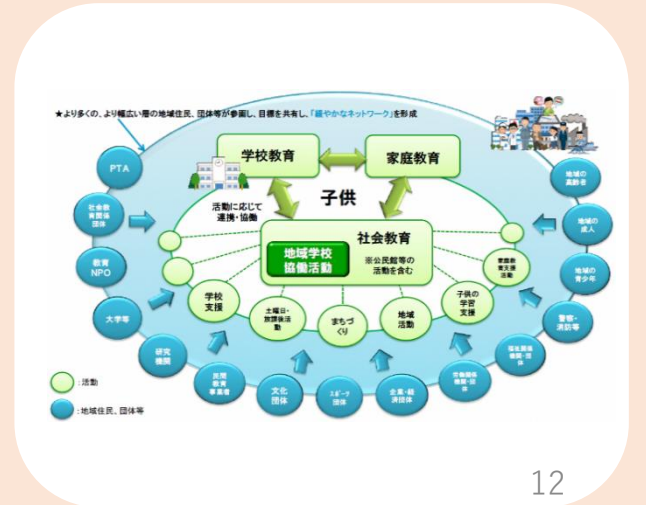 ★より多くの、より幅広い層の地域住民、団体等が参画し、目標を共有し、「緩やかなネットワーク」を形成
学校教育
家庭教育
子供
活動に応じて
連携・協働
社会教育
地域学校
協働活動
※公民館等の
活動を含む
学校
支援
土曜日・
放課後活
動
まちづ
くり
地域
活動
子供の
学習
支援
家庭教
育支援
活動
PTA
社会教
育関係
団体
教育
NPO
大学等
研究
機関
民間
教育
事業者
文化
団体
スポーツ
団体
企業・経
済団体
労働関係
機関・団
体
福祉関係
機関・団
体
警察・
消防等
地域の
青少年
地域の
成人
地域の
高齢者
：活動
：地域住民、団体等
12